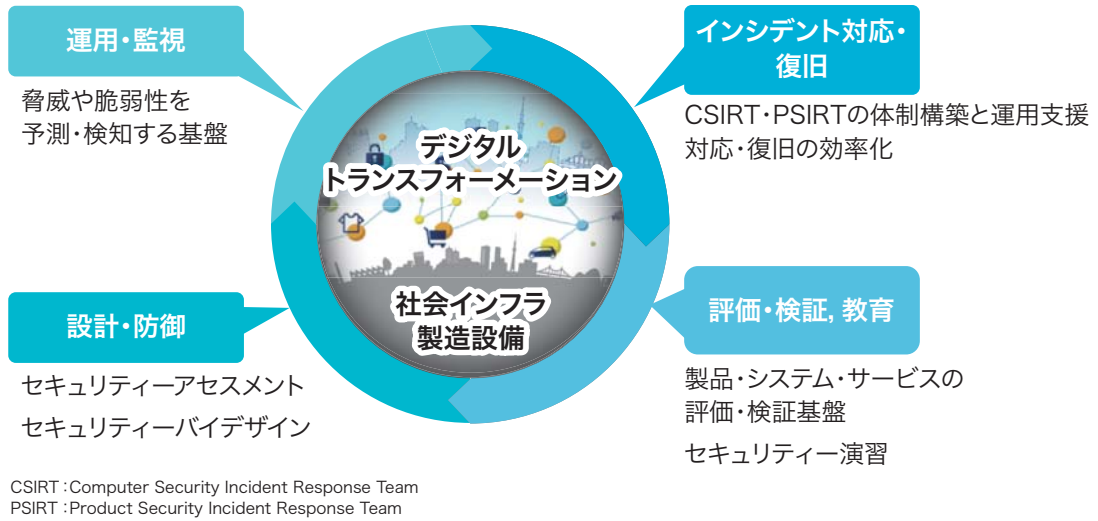 運用・監視
脅威や脆弱性を
予測・検知する基盤
インシデント対応・
復旧
CSIRT・PSIRTの体制構築と運用支援
対応・復旧の効率化
デジタル
トランスフォーメーション
社会インフラ
製造設備
設計・防御
セキュリティーアセスメント
セキュリティーバイデザイン
評価・検証, 教育
製品・システム・サービスの
評価・検証基盤
セキュリティー演習
CSIRT：Computer Security Incident Response Team
PSIRT：Product Security Incident Response Team